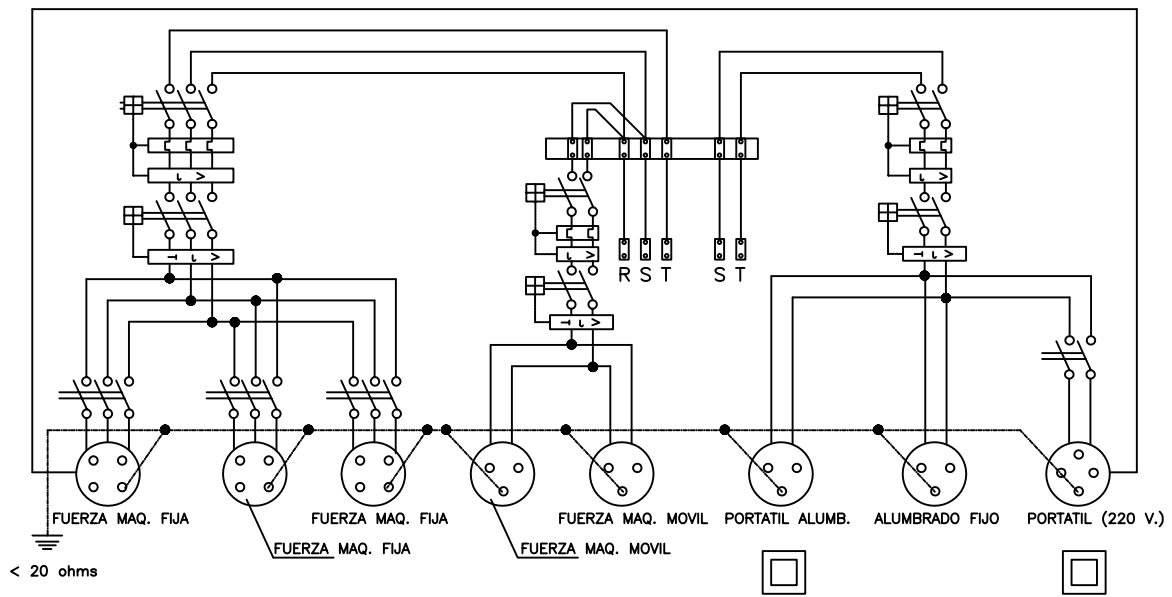 R S T S T
FUERZA MAQ. FIJA
FUERZA MAQ. FIJA
FUERZA MAQ. MOVIL
PORTATIL ALUMB.
ALUMBRADO FIJO
PORTATIL (220 V.)
FUERZA MAQ. FIJA
FUERZA MAQ. MOVIL
< 20 ohms